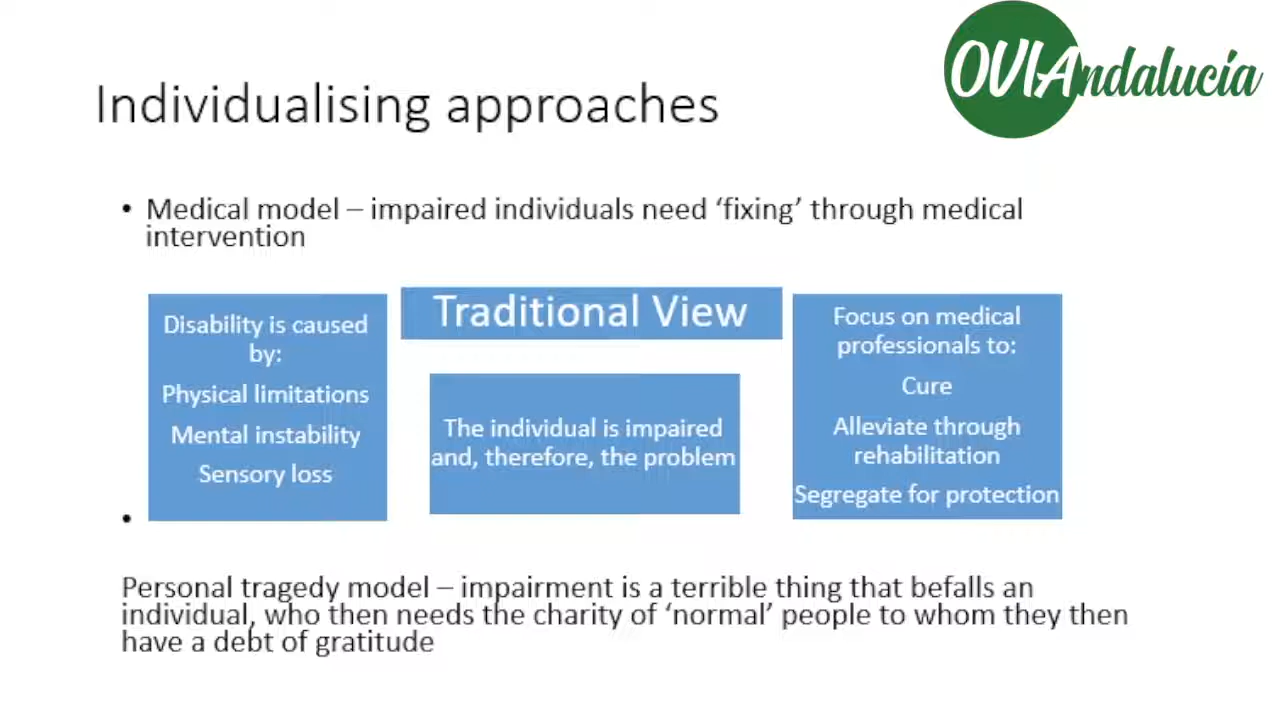 OVIAndalucía
Individualising approaches
• Medical model – impaired individuals need ‘fixing’ through medical
intervention
Traditional View
Disability is caused
by:
Physical limitations
Mental instability
Sensory loss
The individual is impaired
and, therefore, the problem
Focus on medical
professionals to:
Cure
Alleviate through
rehabilitation
Segregate for protection
•
Personal tragedy model – impairment is a terrible thing that befalls an
individual, who then needs the charity of ‘normal’ people to whom they then
have a debt of gratitude